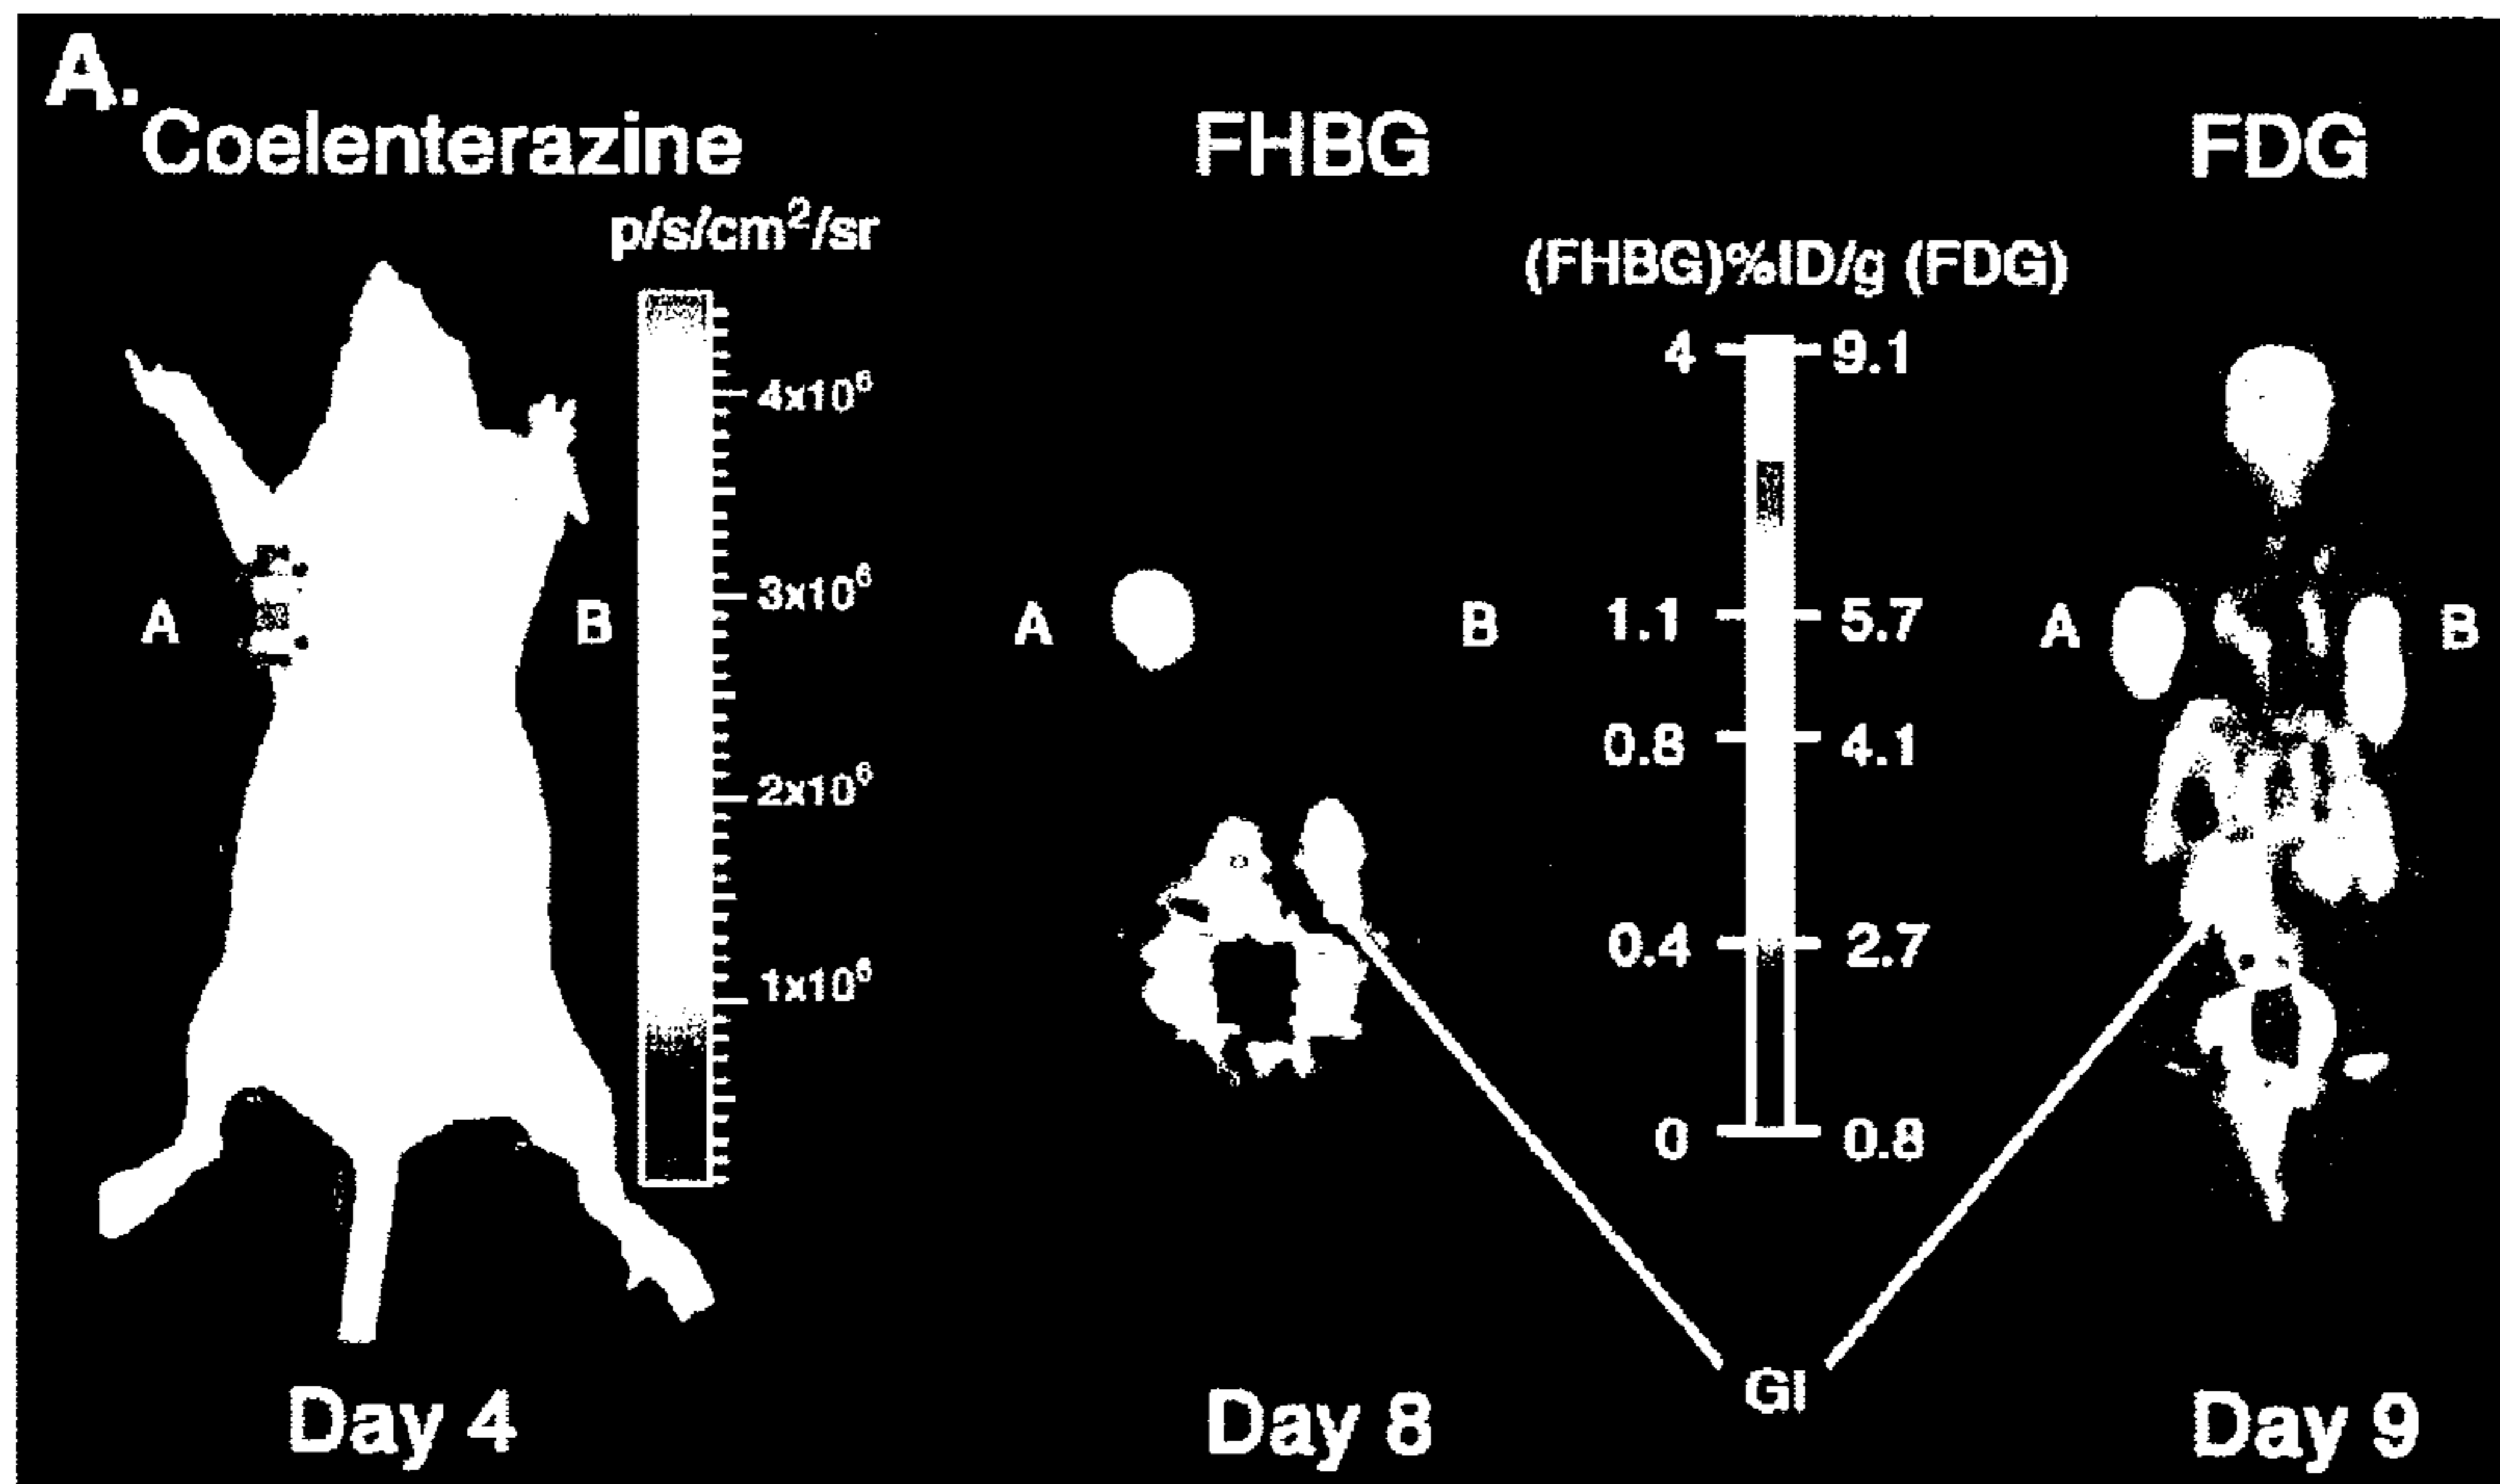 A.
Coelenterazine
FHBG
FDG
p/s/cm²/sr
(FHBG)%ID/g (FDG)
4x10⁶
3x10⁶
2x10⁶
1x10⁶
4 9.1
1.1 5.7
0.8 4.1
0.4 2.7
0 0.8
A B
A B
A B
GI
Day 4
Day 8
Day 9